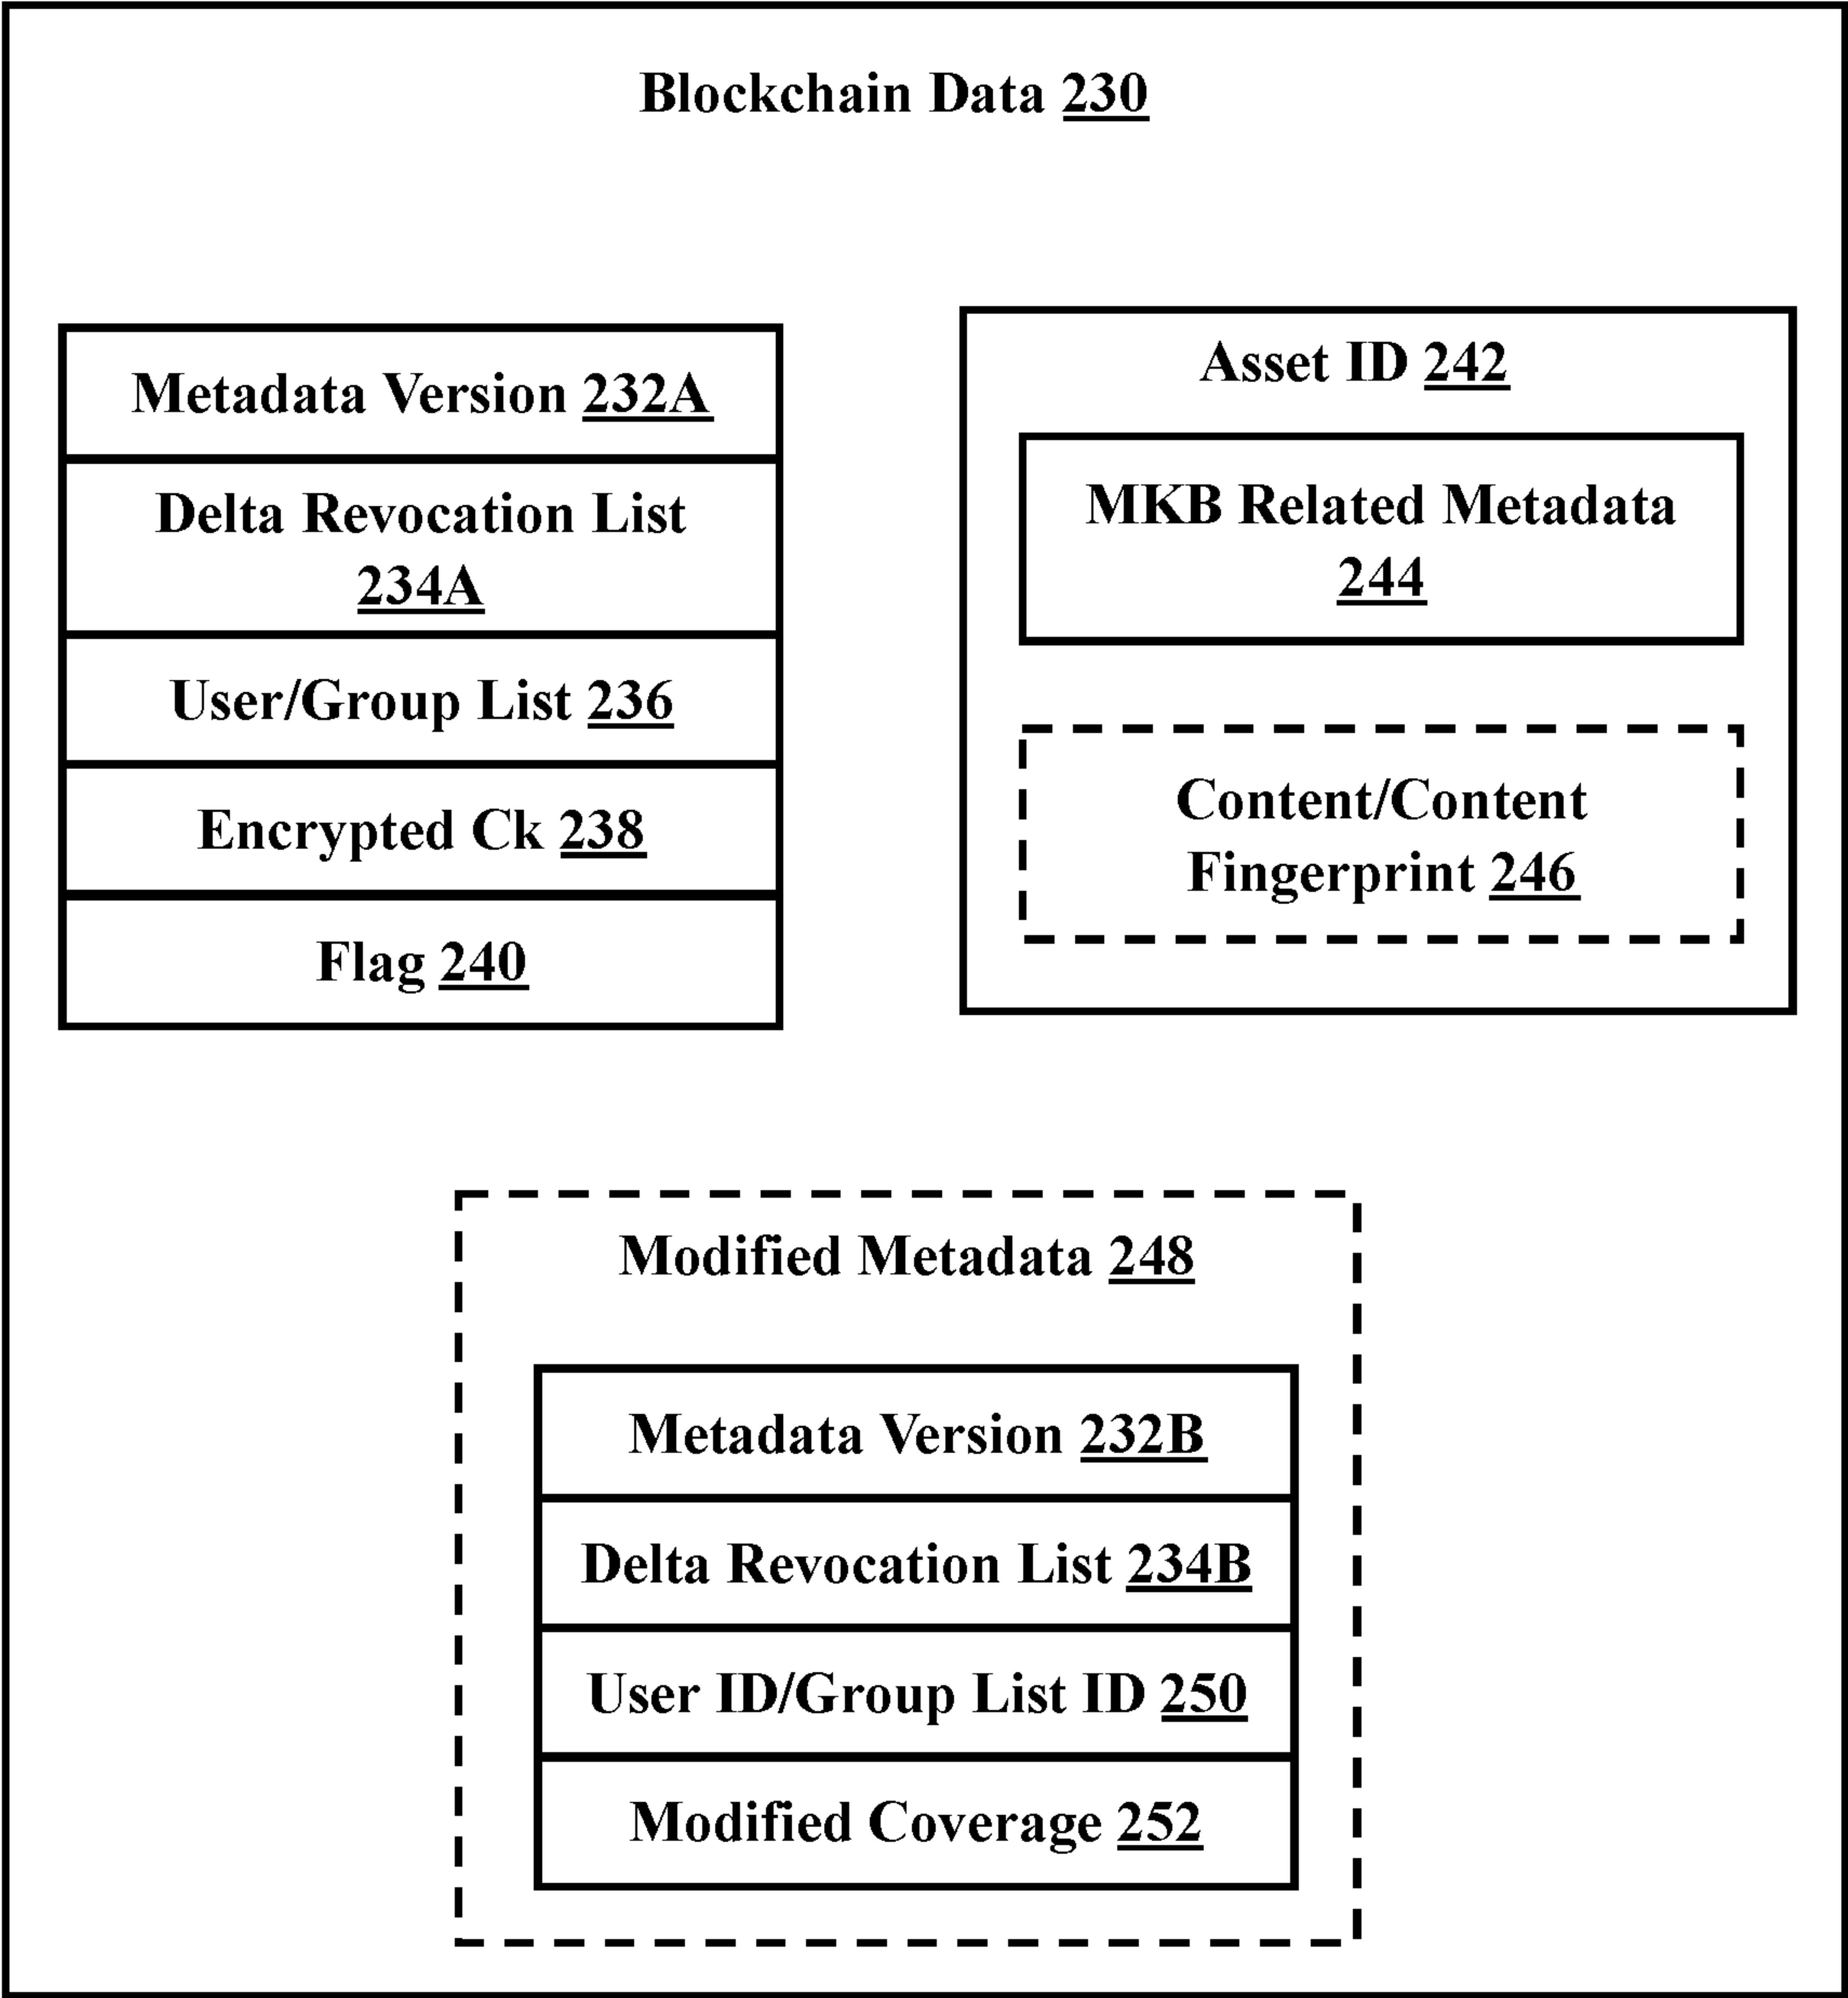 Blockchain Data 230
Metadata Version 232A
Delta Revocation List
234A
User/Group List 236
Encrypted Ck 238
Flag 240
Asset ID 242
MKB Related Metadata
244
Content/Content
Fingerprint 246
Modified Metadata 248
Metadata Version 232B
Delta Revocation List 234B
User ID/Group List ID 250
Modified Coverage 252